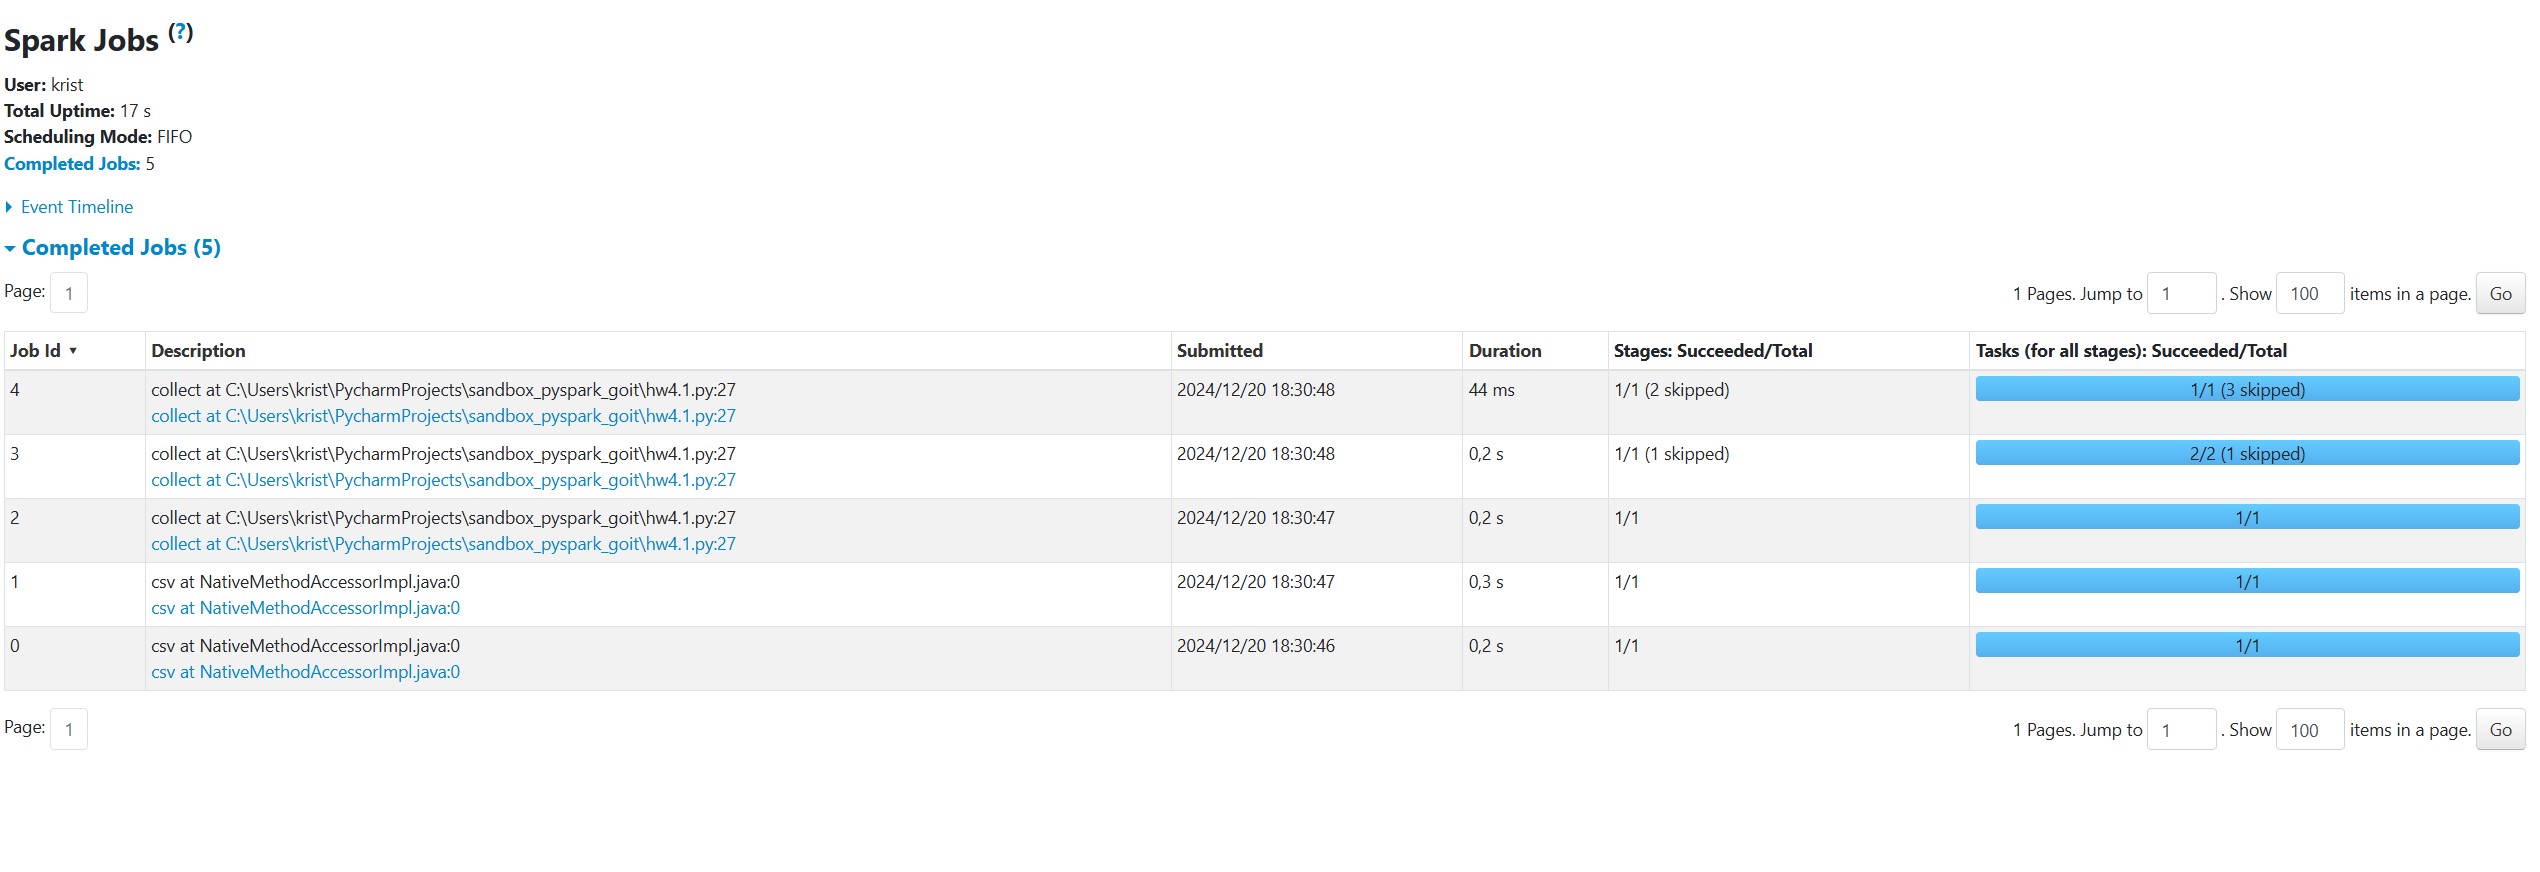 Spark Jobs (?)
User: krist
Total Uptime: 17 s
Scheduling Mode: FIFO
Completed Jobs: 5
Event Timeline
Completed Jobs (5)
Page: 1
1 Pages. Jump to 1 . Show 100 items in a page. Go
Job Id ▾ Description Submitted Duration Stages: Succeeded/Total Tasks (for all stages): Succeeded/Total
4 collect at C:\Users\krist\PycharmProjects\sandbox_pyspark_goit\hw4.1.py:27 2024/12/20 18:30:48 44 ms 1/1 (2 skipped) 1/1 (3 skipped)
collect at C:\Users\krist\PycharmProjects\sandbox_pyspark_goit\hw4.1.py:27
3 collect at C:\Users\krist\PycharmProjects\sandbox_pyspark_goit\hw4.1.py:27 2024/12/20 18:30:48 0,2 s 1/1 (1 skipped) 2/2 (1 skipped)
collect at C:\Users\krist\PycharmProjects\sandbox_pyspark_goit\hw4.1.py:27
2 collect at C:\Users\krist\PycharmProjects\sandbox_pyspark_goit\hw4.1.py:27 2024/12/20 18:30:47 0,2 s 1/1 1/1
collect at C:\Users\krist\PycharmProjects\sandbox_pyspark_goit\hw4.1.py:27
1 csv at NativeMethodAccessorImpl.java:0 2024/12/20 18:30:47 0,3 s 1/1 1/1
csv at NativeMethodAccessorImpl.java:0
0 csv at NativeMethodAccessorImpl.java:0 2024/12/20 18:30:46 0,2 s 1/1 1/1
csv at NativeMethodAccessorImpl.java:0
Page: 1
1 Pages. Jump to 1 . Show 100 items in a page. Go